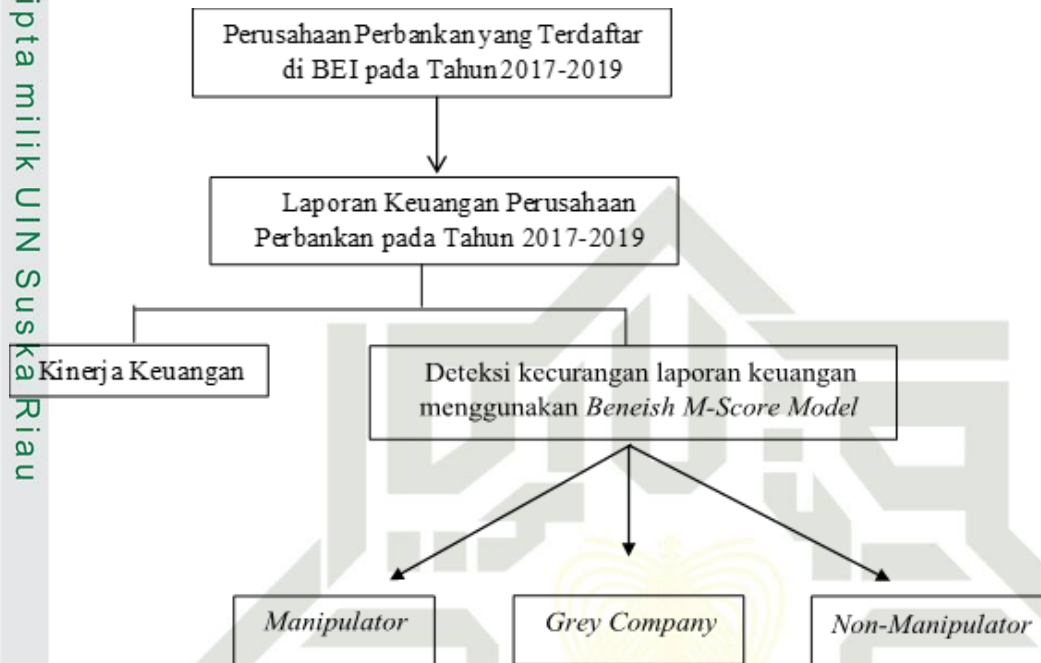 ipta milik UIN Suska Riau
Perusahaan Perbankan yang Terdaftar
di BEI pada Tahun 2017-2019
Laporan Keuangan Perusahaan
Perbankan pada Tahun 2017-2019
Kinerja Keuangan
Deteksi kecurangan laporan keuangan
menggunakan Beneish M-Score Model
Manipulator
Grey Company
Non-Manipulator